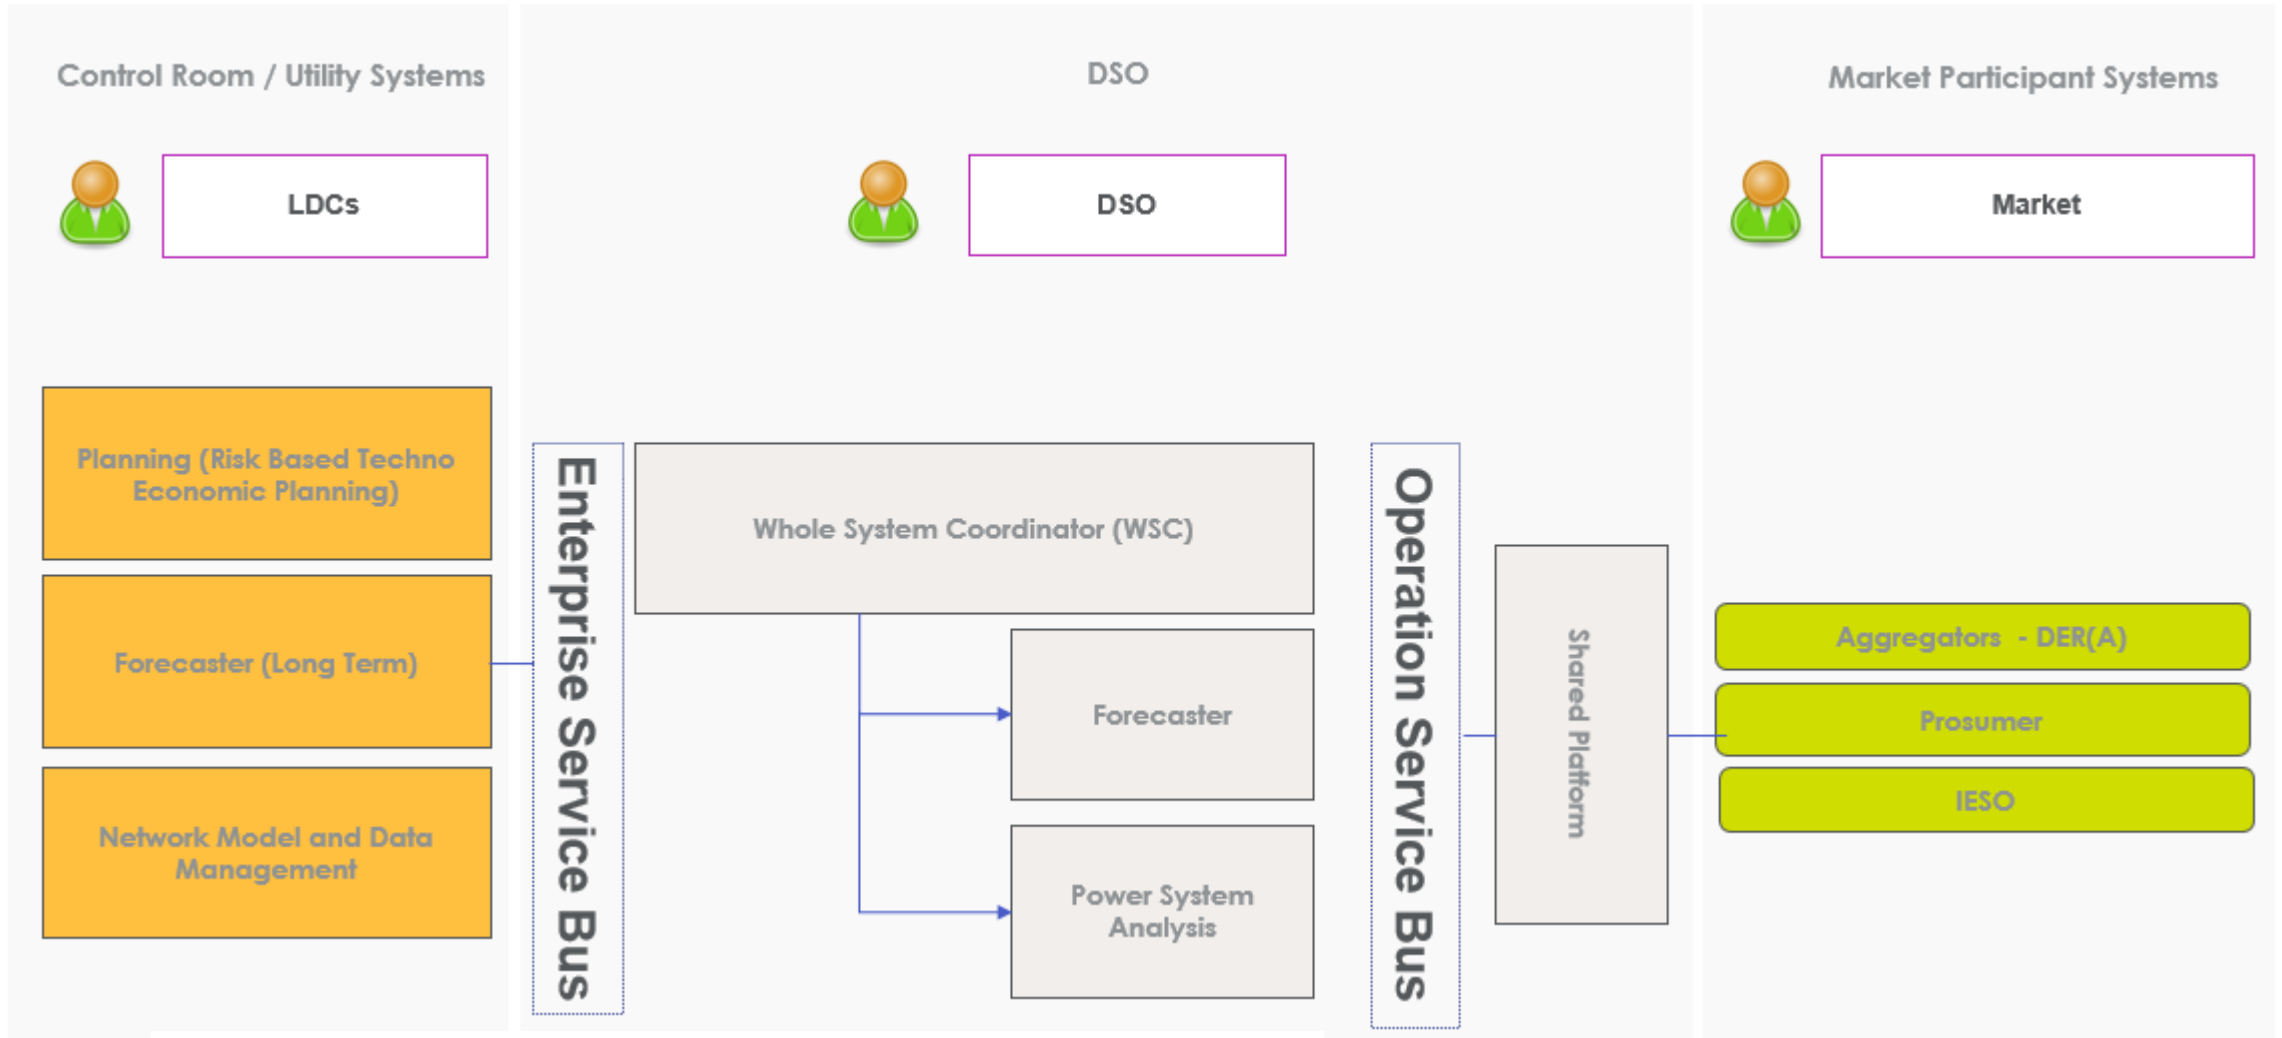 Control Room / Utility Systems
DSO
Market Participant Systems
LDCs
DSO
Market
Planning (Risk Based Techno
Economic Planning)
Forecaster (Long Term)
Network Model and Data
Management
Enterprise Service Bus
Whole System Coordinator (WSC)
Forecaster
Power System
Analysis
Operation Service Bus
Shared Platform
Aggregators - DER(A)
Prosumer
IESO